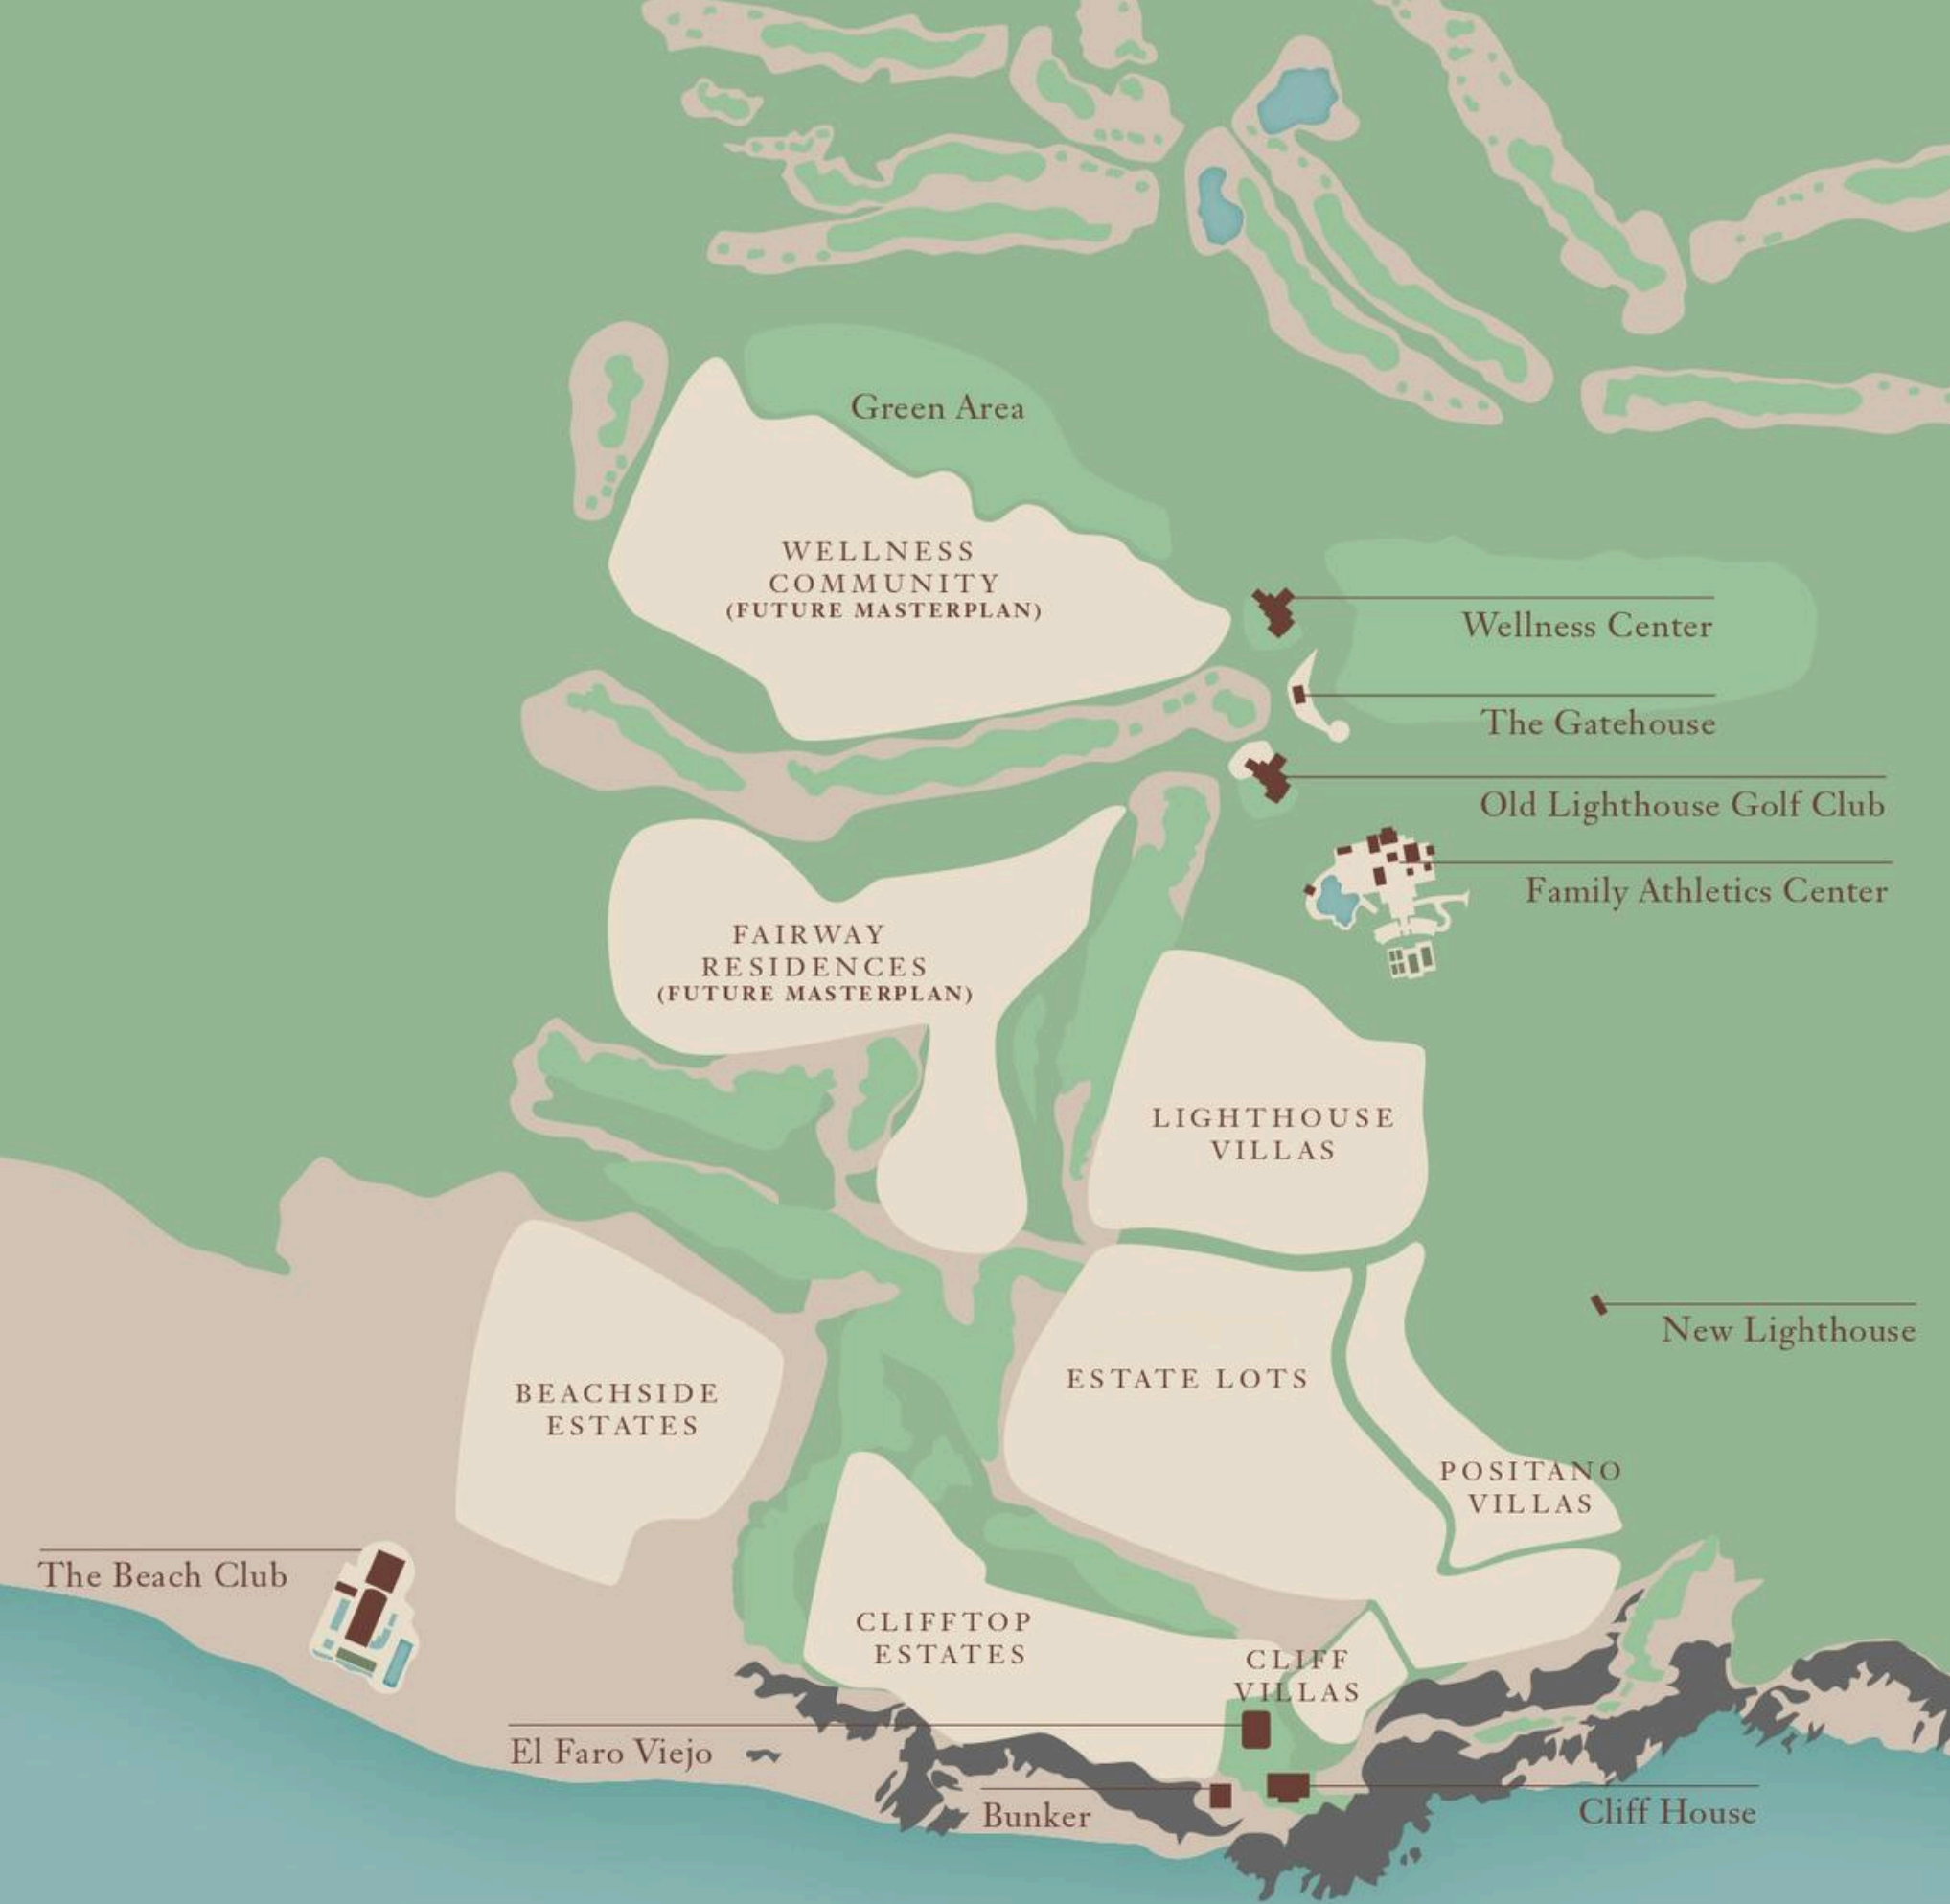 Green Area
WELLNESS
COMMUNITY
(FUTURE MASTERPLAN)
Wellness Center
The Gatehouse
Old Lighthouse Golf Club
Family Athletics Center
FAIRWAY
RESIDENCES
(FUTURE MASTERPLAN)
LIGHTHOUSE
VILLAS
New Lighthouse
ESTATE LOTS
BEACHSIDE
ESTATES
POSITANO
VILLAS
The Beach Club
CLIFFTOP
ESTATES
CLIFF
VILLAS
El Faro Viejo
Bunker
Cliff House